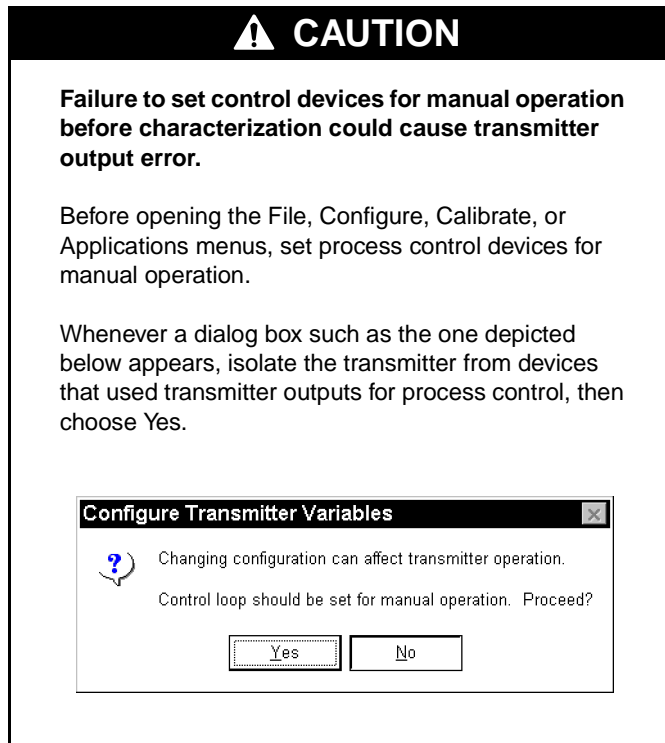 CAUTION
Failure to set control devices for manual operation
before characterization could cause transmitter
output error.
Before opening the File, Configure, Calibrate, or
Applications menus, set process control devices for
manual operation.
Whenever a dialog box such as the one depicted
below appears, isolate the transmitter from devices
that used transmitter outputs for process control, then
choose Yes.
Configure Transmitter Variables
Changing configuration can affect transmitter operation.
Control loop should be set for manual operation. Proceed?
Yes
No